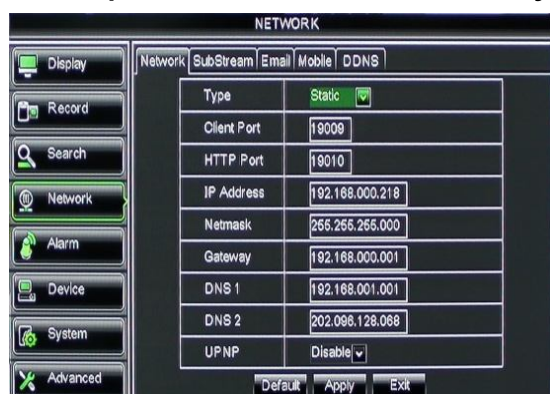 NETWORK
Display
Record
Search
Network
Alarm
Device
System
Advanced
Network SubStream Email Mobile DDNS
Type Static
Client Port 19009
HTTP Port 19010
IP Address 192.168.000.218
Netmask 255.255.255.000
Gateway 192.168.000.001
DNS 1 192.168.001.001
DNS 2 202.096.128.068
UPNP Disable
Default Apply Exit